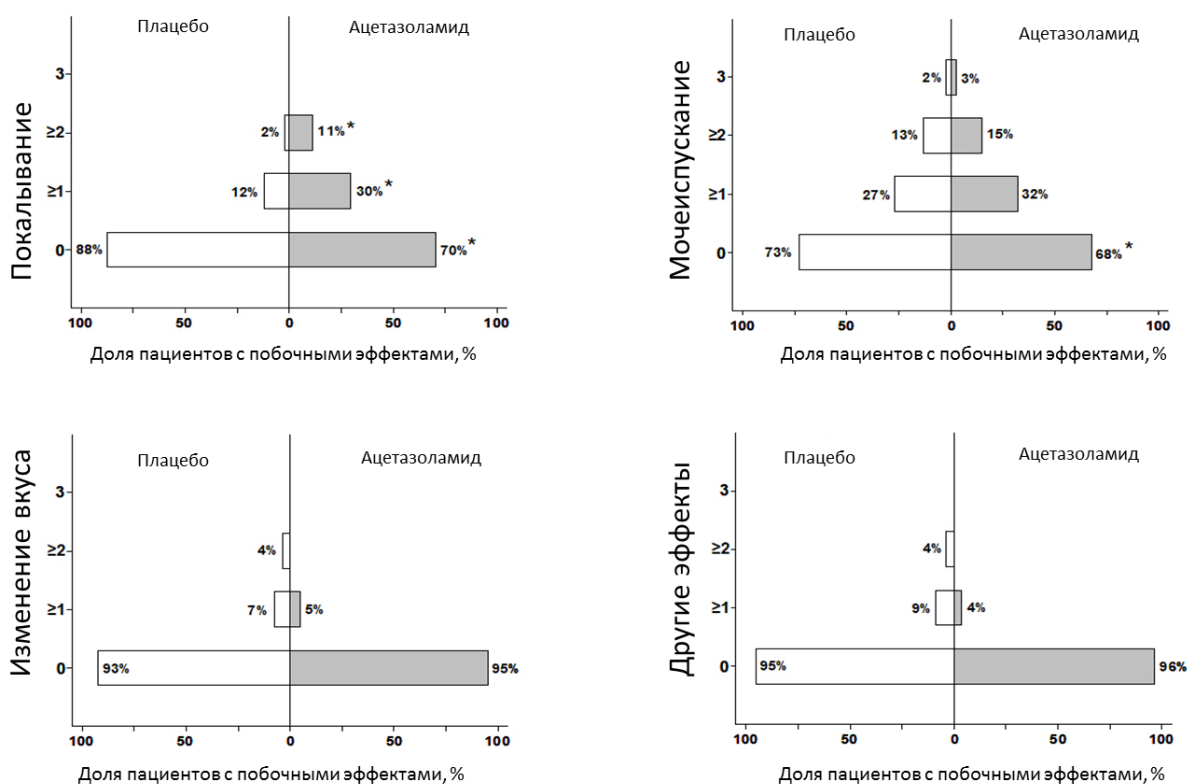 Плацебо Ацетазоламид
Покалывание
3
≥2 2% 11%*
≥1 12% 30%*
0 88% 70%*
100 50 0 50 100
Доля пациентов с побочными эффектами, %
Плацебо Ацетазоламид
Мочеиспускание
3 2% 3%
≥2 13% 15%
≥1 27% 32%
0 73% 68%*
100 50 0 50 100
Доля пациентов с побочными эффектами, %
Плацебо Ацетазоламид
Изменение вкуса
3
≥2 4%
≥1 7% 5%
0 93% 95%
100 50 0 50 100
Доля пациентов с побочными эффектами, %
Плацебо Ацетазоламид
Другие эффекты
3
≥2 4%
≥1 9% 4%
0 95% 96%
100 50 0 50 100
Доля пациентов с побочными эффектами, %